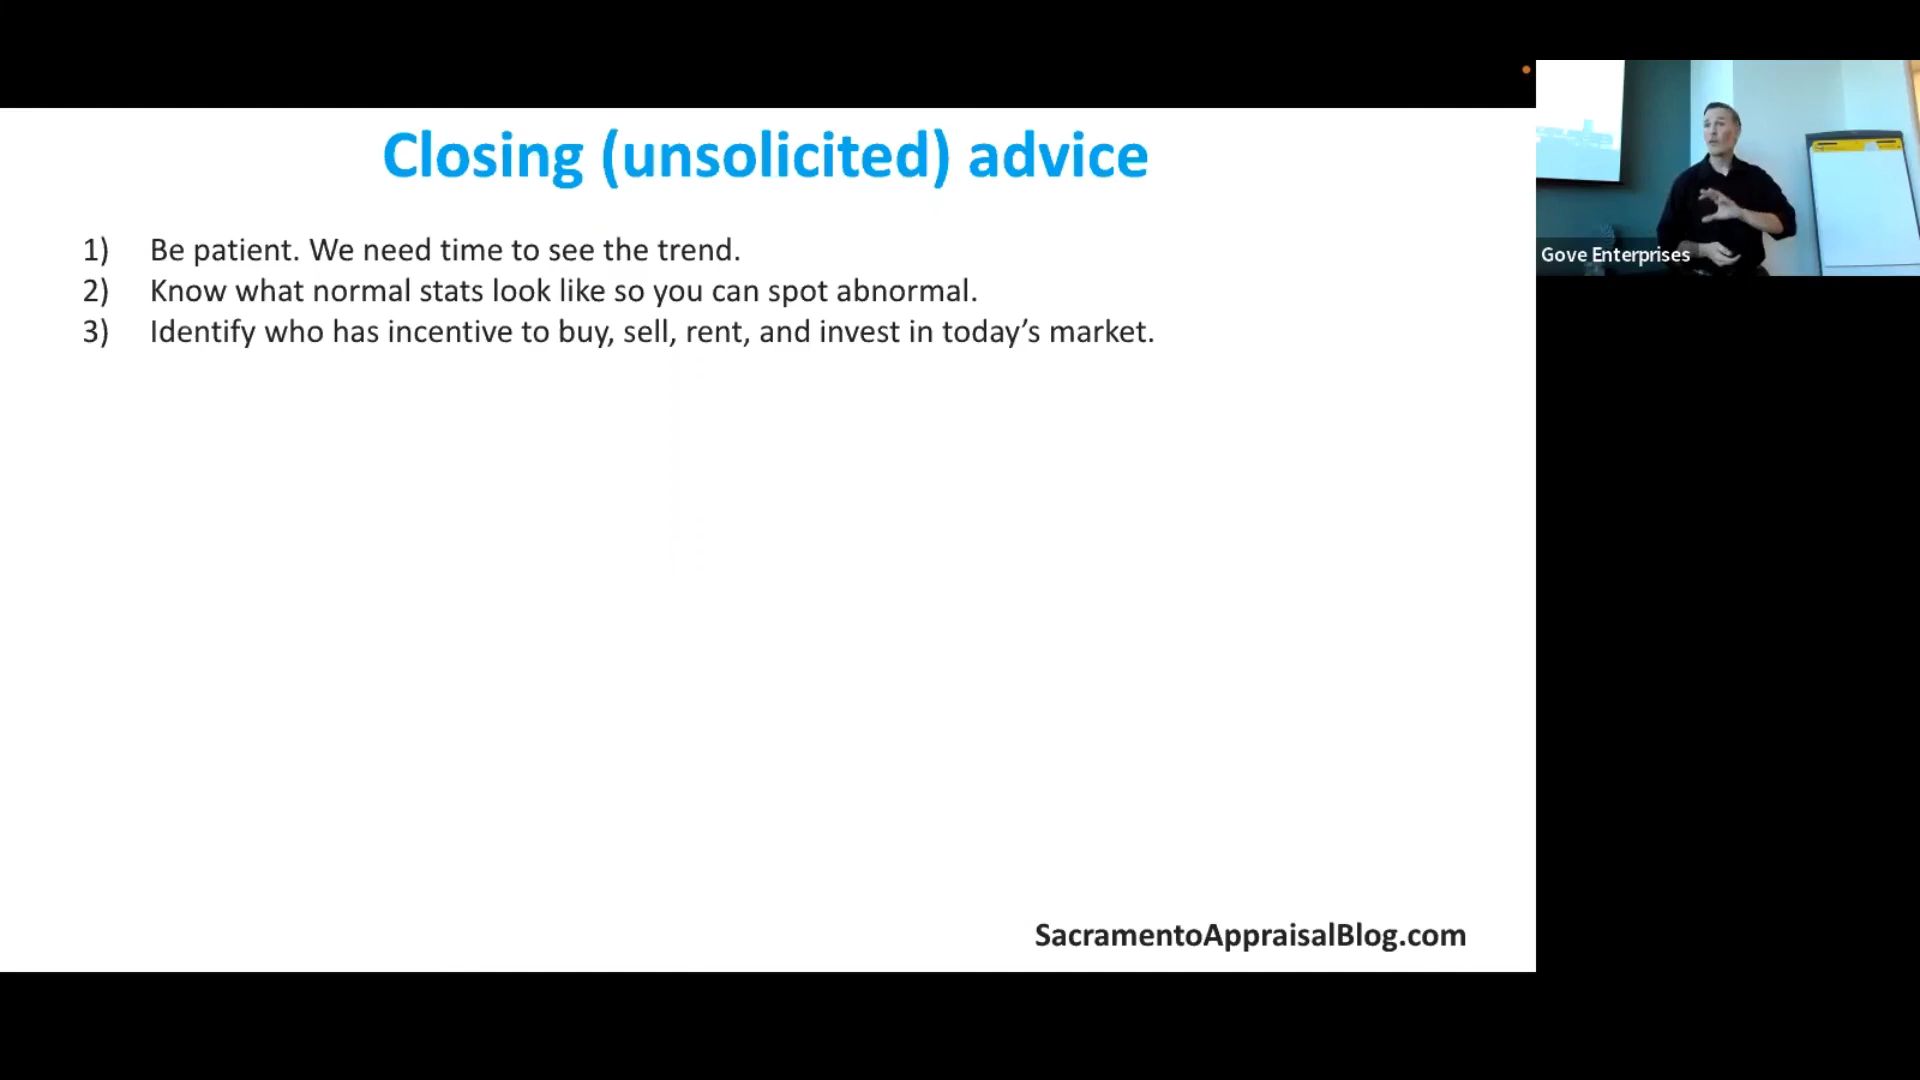 Closing (unsolicited) advice
1) Be patient. We need time to see the trend.
2) Know what normal stats look like so you can spot abnormal.
3) Identify who has incentive to buy, sell, rent, and invest in today’s market.
SacramentoAppraisalBlog.com
Gove Enterprises